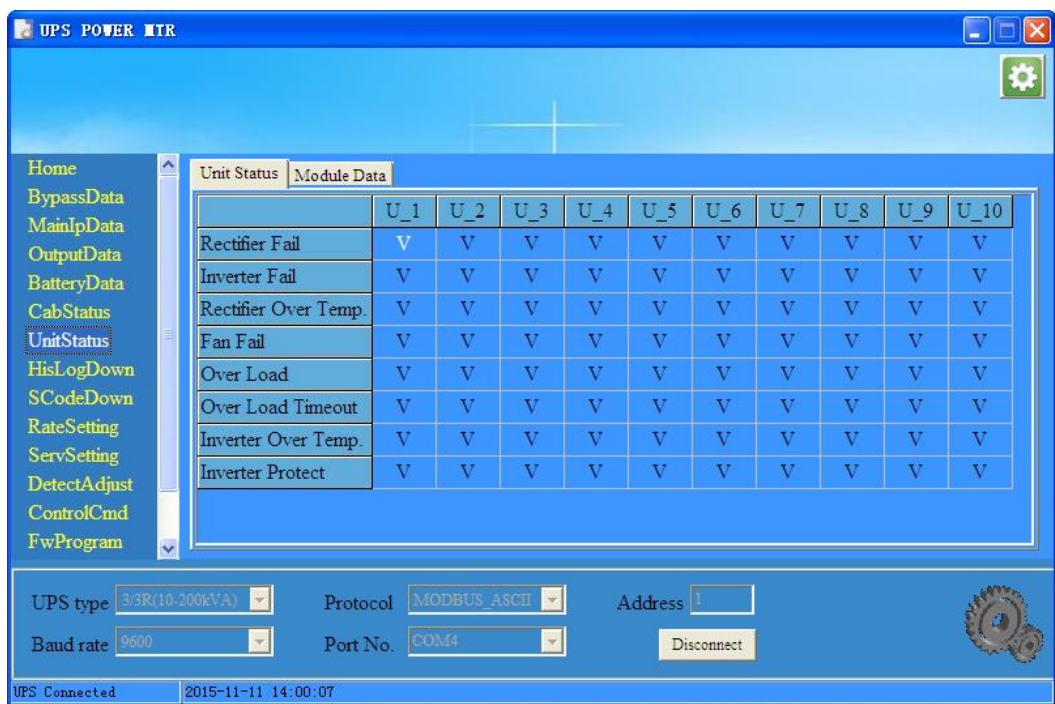 UPS POWER MTR
Home
BypassData
MainIpData
OutputData
BatteryData
CabStatus
UnitStatus
HisLogDown
SCodeDown
RateSetting
ServSetting
DetectAdjust
ControlCmd
FwProgram
Unit Status Module Data
U_1 U_2 U_3 U_4 U_5 U_6 U_7 U_8 U_9 U_10
Rectifier Fail V V V V V V V V V V
Inverter Fail V V V V V V V V V V
Rectifier Over Temp. V V V V V V V V V V
Fan Fail V V V V V V V V V V
Over Load V V V V V V V V V V
Over Load Timeout V V V V V V V V V V
Inverter Over Temp. V V V V V V V V V V
Inverter Protect V V V V V V V V V V
UPS type 3/3R(10-200kVA) Protocol MODBUS_ASCII Address 1
Baud rate 9600 Port No. COM4 Disconnect
UPS Connected 2015-11-11 14:00:07